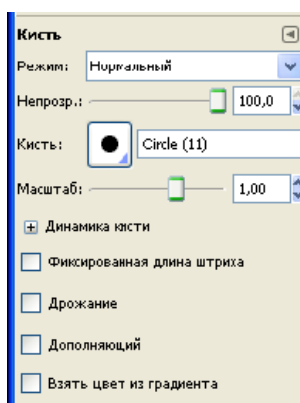 Кисть
Режим: Нормальный
Непрозр.: 100,0
Кисть: Circle (11)
Масштаб: 1,00
Динамика кисти
Фиксированная длина штриха
Дрожание
Дополняющий
Взять цвет из градиента